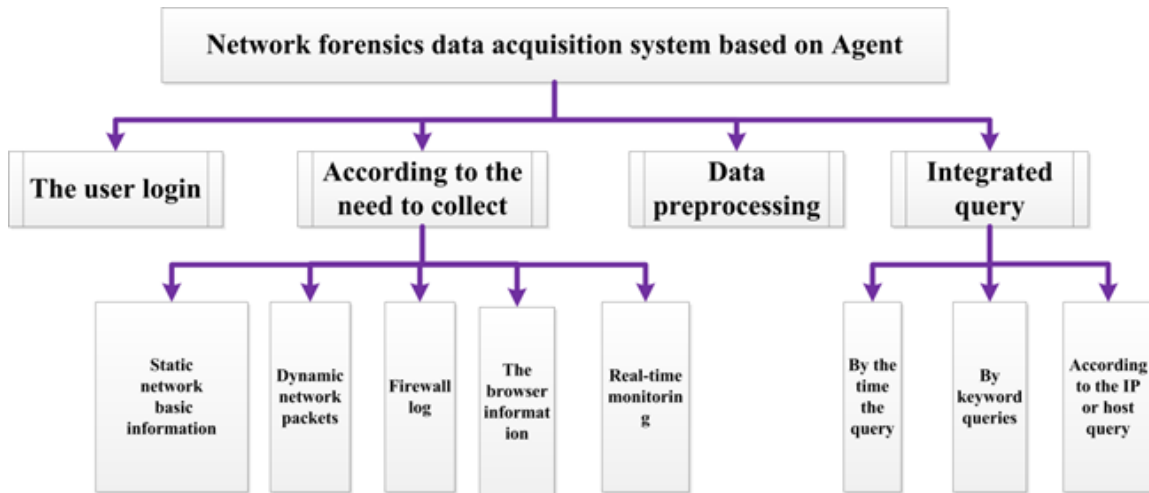 Network forensics data acquisition system based on Agent
The user login
According to the
need to collect
Data
preprocessing
Integrated
query
Static
network
basic
information
Dynamic
network
packets
Firewall
log
The
browser
informat
ion
Real-time
monitorin
g
By the
time
the
query
By
keyword
queries
According
to the IP
or host
query